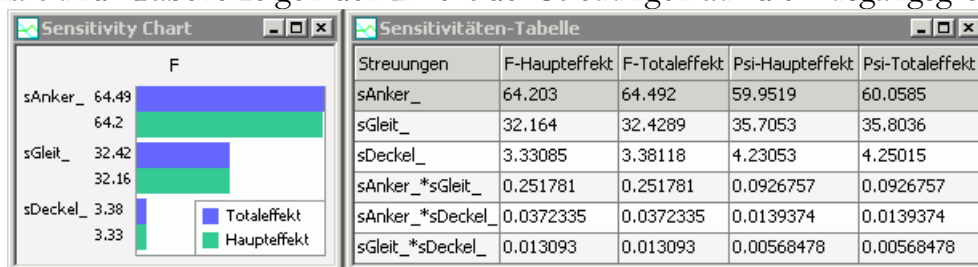 Sensitivity Chart
F
sAnker_ 64.49
64.2
sGleit_ 32.42
32.16
sDeckel_ 3.38
3.33
Totaleffekt
Haupteffekt
Sensitivitäten-Tabelle
Streuungen F-Haupteffekt F-Totaleffekt Psi-Haupteffekt Psi-Totaleffekt
sAnker_ 64.203 64.492 59.9519 60.0585
sGleit_ 32.164 32.4289 35.7053 35.8036
sDeckel_ 3.33085 3.38118 4.23053 4.25015
sAnker_*sGleit_ 0.251781 0.251781 0.0926757 0.0926757
sAnker_*sDeckel_ 0.0372335 0.0372335 0.0139374 0.0139374
sGleit_*sDeckel_ 0.013093 0.013093 0.00568478 0.00568478